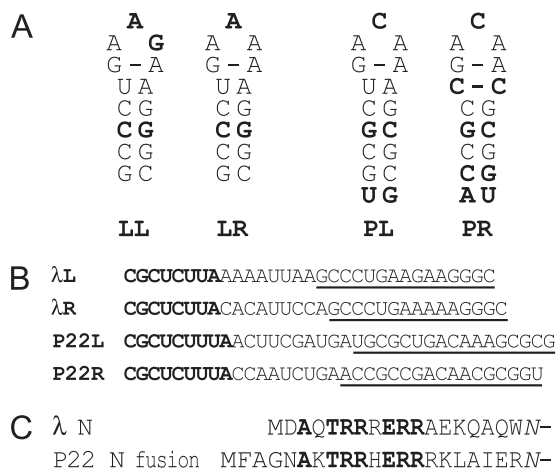 A
A A C C
A G A A A A A A
G – A G – A G – A G – A
U A U A U A C – C
C G C G C G C G
C G C G G C G C
C G C G C G C G
G C G C G C C G
U G A U
LL LR PL PR
B
λL CGCUCUUAAAAAUUAAGCCCUGAAGAAGGGC
λR CGCUCUUACACAUUCCAGCCCUGAAAAAGGGC
P22L CGCUCUUUAACUUCGAUGAUGCGCUGACAAAGCGCG
P22R CGCUCUUUACCAAUCUGAACCGCCGACAACGCGGU
C
λ N MDAQTRRRERRAEKQAQWN–
P22 N fusion MFAGNAKTRRHERRRKLAIERN–